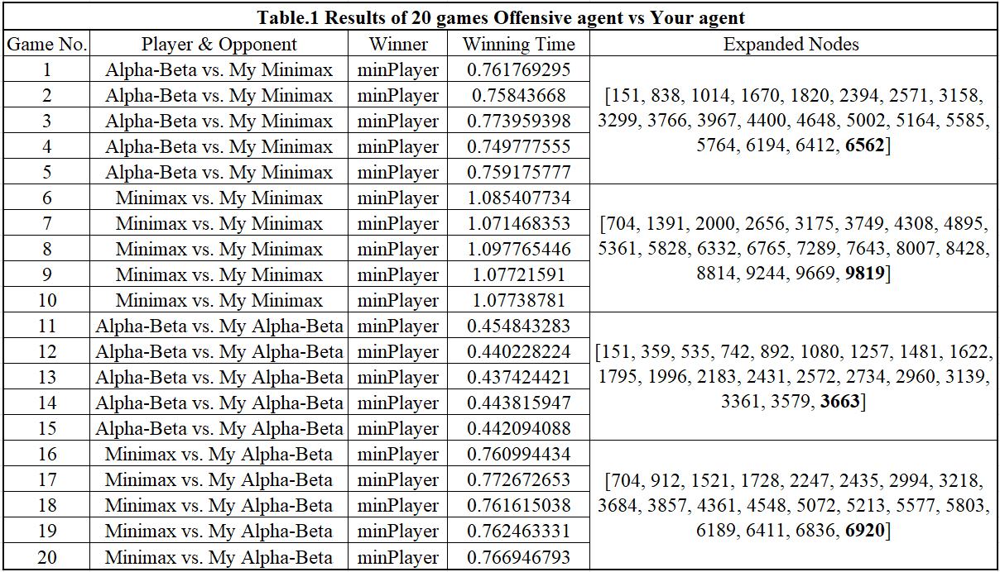 Table.1 Results of 20 games Offensive agent vs Your agent
Game No. Player & Opponent Winner Winning Time Expanded Nodes
1 Alpha-Beta vs. My Minimax minPlayer 0.761769295
2 Alpha-Beta vs. My Minimax minPlayer 0.75843668
3 Alpha-Beta vs. My Minimax minPlayer 0.773959398
4 Alpha-Beta vs. My Minimax minPlayer 0.749777555
5 Alpha-Beta vs. My Minimax minPlayer 0.759175777
[151, 838, 1014, 1670, 1820, 2394, 2571, 3158,
3299, 3766, 3967, 4400, 4648, 5002, 5164, 5585,
5764, 6194, 6412, 6562]
6 Minimax vs. My Minimax minPlayer 1.085407734
7 Minimax vs. My Minimax minPlayer 1.071468353
8 Minimax vs. My Minimax minPlayer 1.097765446
9 Minimax vs. My Minimax minPlayer 1.07721591
10 Minimax vs. My Minimax minPlayer 1.07738781
[704, 1391, 2000, 2656, 3175, 3749, 4308, 4895,
5361, 5828, 6332, 6765, 7289, 7643, 8007, 8428,
8814, 9244, 9669, 9819]
11 Alpha-Beta vs. My Alpha-Beta minPlayer 0.454843283
12 Alpha-Beta vs. My Alpha-Beta minPlayer 0.440228224
13 Alpha-Beta vs. My Alpha-Beta minPlayer 0.437424421
14 Alpha-Beta vs. My Alpha-Beta minPlayer 0.443815947
15 Alpha-Beta vs. My Alpha-Beta minPlayer 0.442094088
[151, 359, 535, 742, 892, 1080, 1257, 1481, 1622,
1795, 1996, 2183, 2431, 2572, 2734, 2960, 3139,
3361, 3579, 3663]
16 Minimax vs. My Alpha-Beta minPlayer 0.760994434
17 Minimax vs. My Alpha-Beta minPlayer 0.772672653
18 Minimax vs. My Alpha-Beta minPlayer 0.761615038
19 Minimax vs. My Alpha-Beta minPlayer 0.762463331
20 Minimax vs. My Alpha-Beta minPlayer 0.766946793
[704, 912, 1521, 1728, 2247, 2435, 2994, 3218,
3684, 3857, 4361, 4548, 5072, 5213, 5577, 5803,
6189, 6411, 6836, 6920]